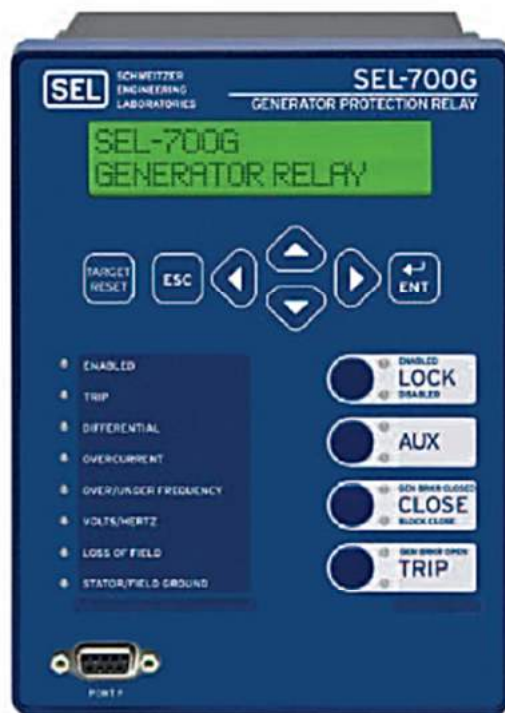 SEL
SCHWEITZER
ENGINEERING
LABORATORIES
SEL-700G
GENERATOR PROTECTION RELAY
SEL-700G
GENERATOR RELAY
TARGET
RESET
ESC
ENT
ENABLED
TRIP
DIFFERENTIAL
OVERCURRENT
OVER/UNDER FREQUENCY
VOLTS/HERTZ
LOSS OF FIELD
STATOR/FIELD GROUND
ENABLED
LOCK
DISABLED
AUX
GEN BRKR CLOSED
CLOSE
BLOCK CLOSE
GEN BRKR OPEN
TRIP
PORT F